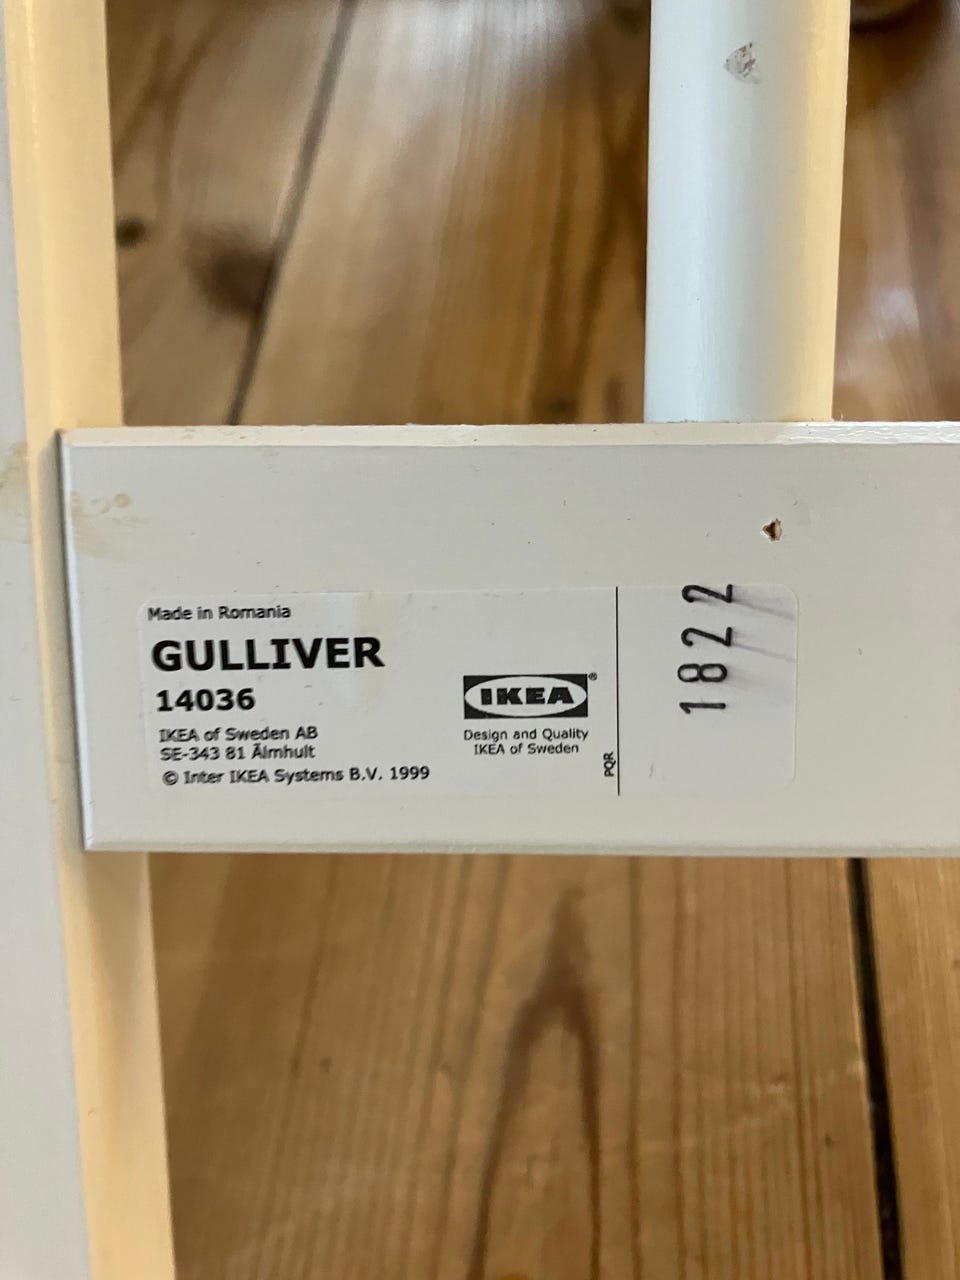 Made in Romania
GULLIVER
14036
IKEA of Sweden AB
SE-343 81 Älmhult
© Inter IKEA Systems B.V. 1999
IKEA®
Design and Quality
IKEA of Sweden
PQR
1822